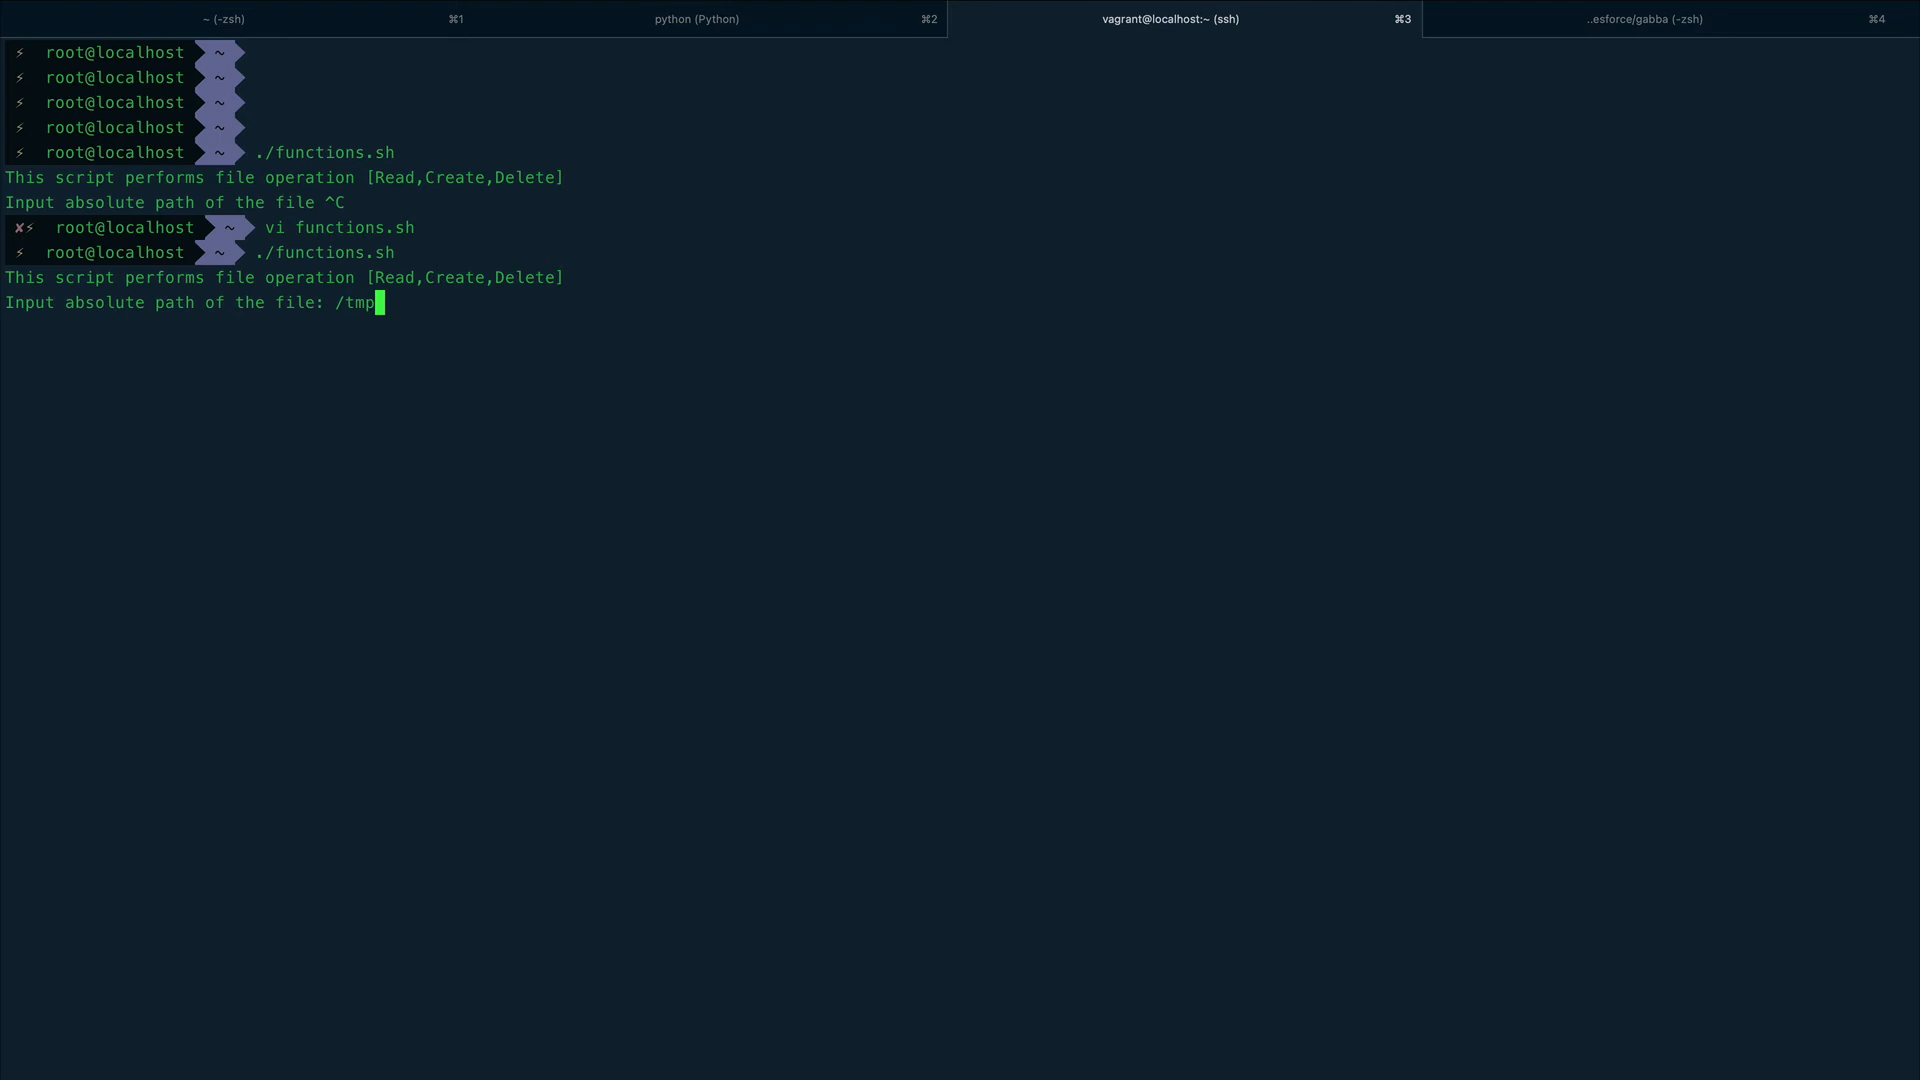 ~ (-zsh) ⌘1 python (Python) ⌘2 vagrant@localhost:~ (ssh) ⌘3 ..esforce/gabba (-zsh) ⌘4
⚡ root@localhost ~
⚡ root@localhost ~
⚡ root@localhost ~
⚡ root@localhost ~
⚡ root@localhost ~ ./functions.sh
This script performs file operation [Read,Create,Delete]
Input absolute path of the file ^C
✘⚡ root@localhost ~ vi functions.sh
⚡ root@localhost ~ ./functions.sh
This script performs file operation [Read,Create,Delete]
Input absolute path of the file: /tmp